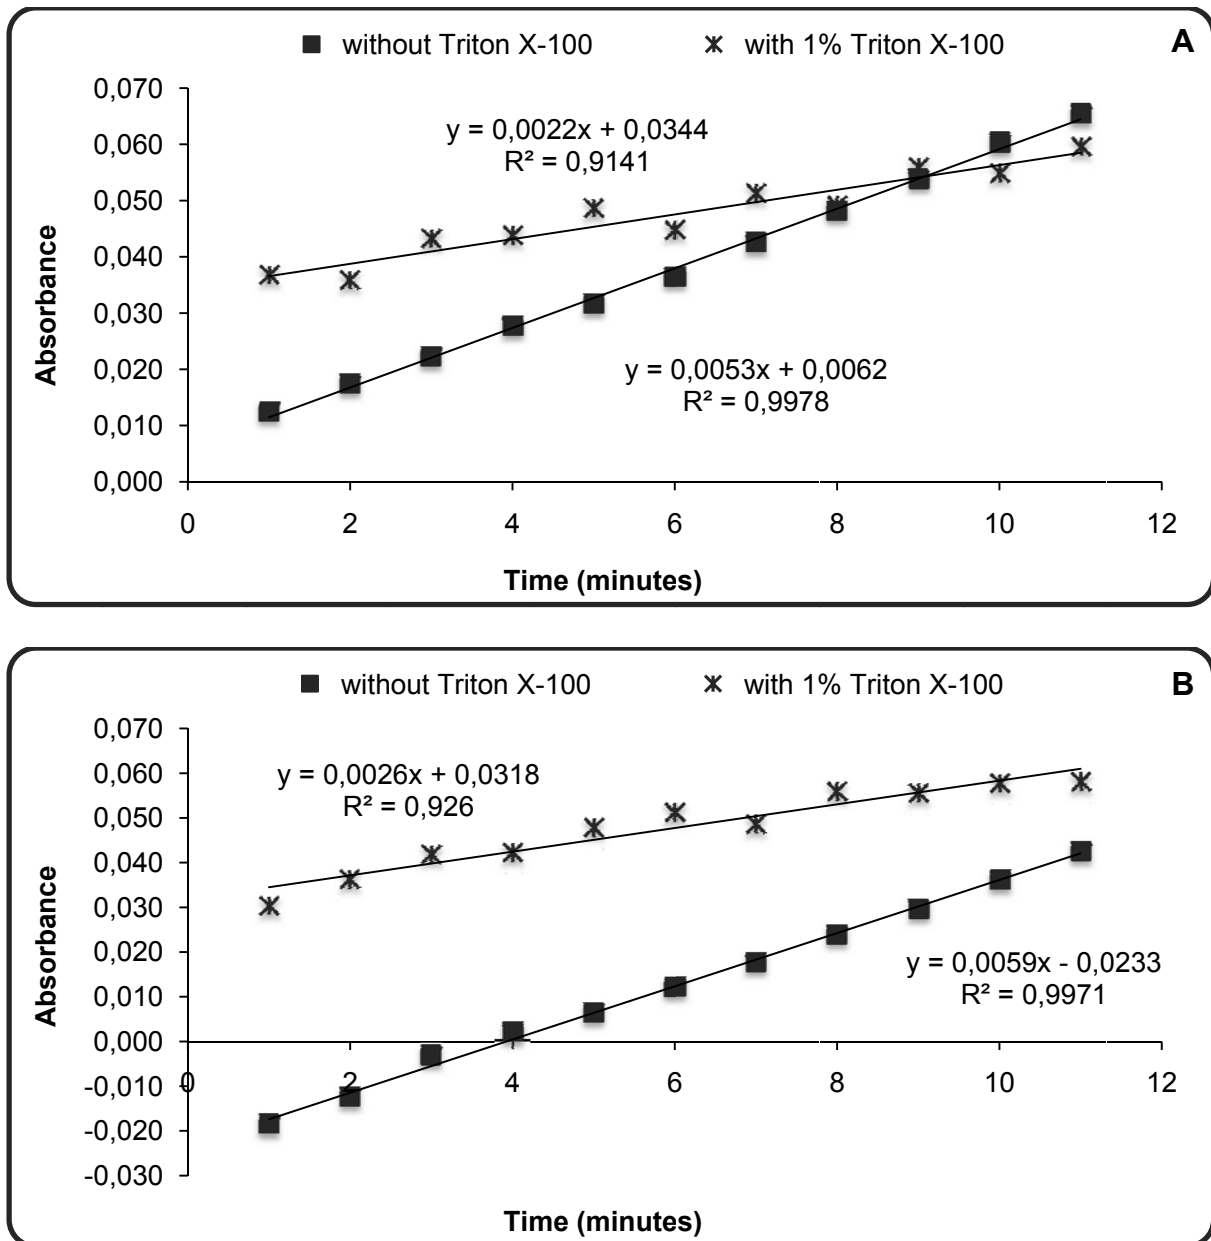 without Triton X-100 with 1% Triton X-100 A
0,070
0,060
0,050
0,040
0,030
0,020
0,010
0,000
y = 0,0022x + 0,0344
R² = 0,9141
y = 0,0053x + 0,0062
R² = 0,9978
Absorbance
0 2 4 6 8 10 12
Time (minutes)
without Triton X-100 with 1% Triton X-100 B
0,070
0,060
0,050
0,040
0,030
0,020
0,010
0,000
-0,010
-0,020
-0,030
y = 0,0026x + 0,0318
R² = 0,926
y = 0,0059x - 0,0233
R² = 0,9971
Absorbance
0 2 4 6 8 10 12
Time (minutes)